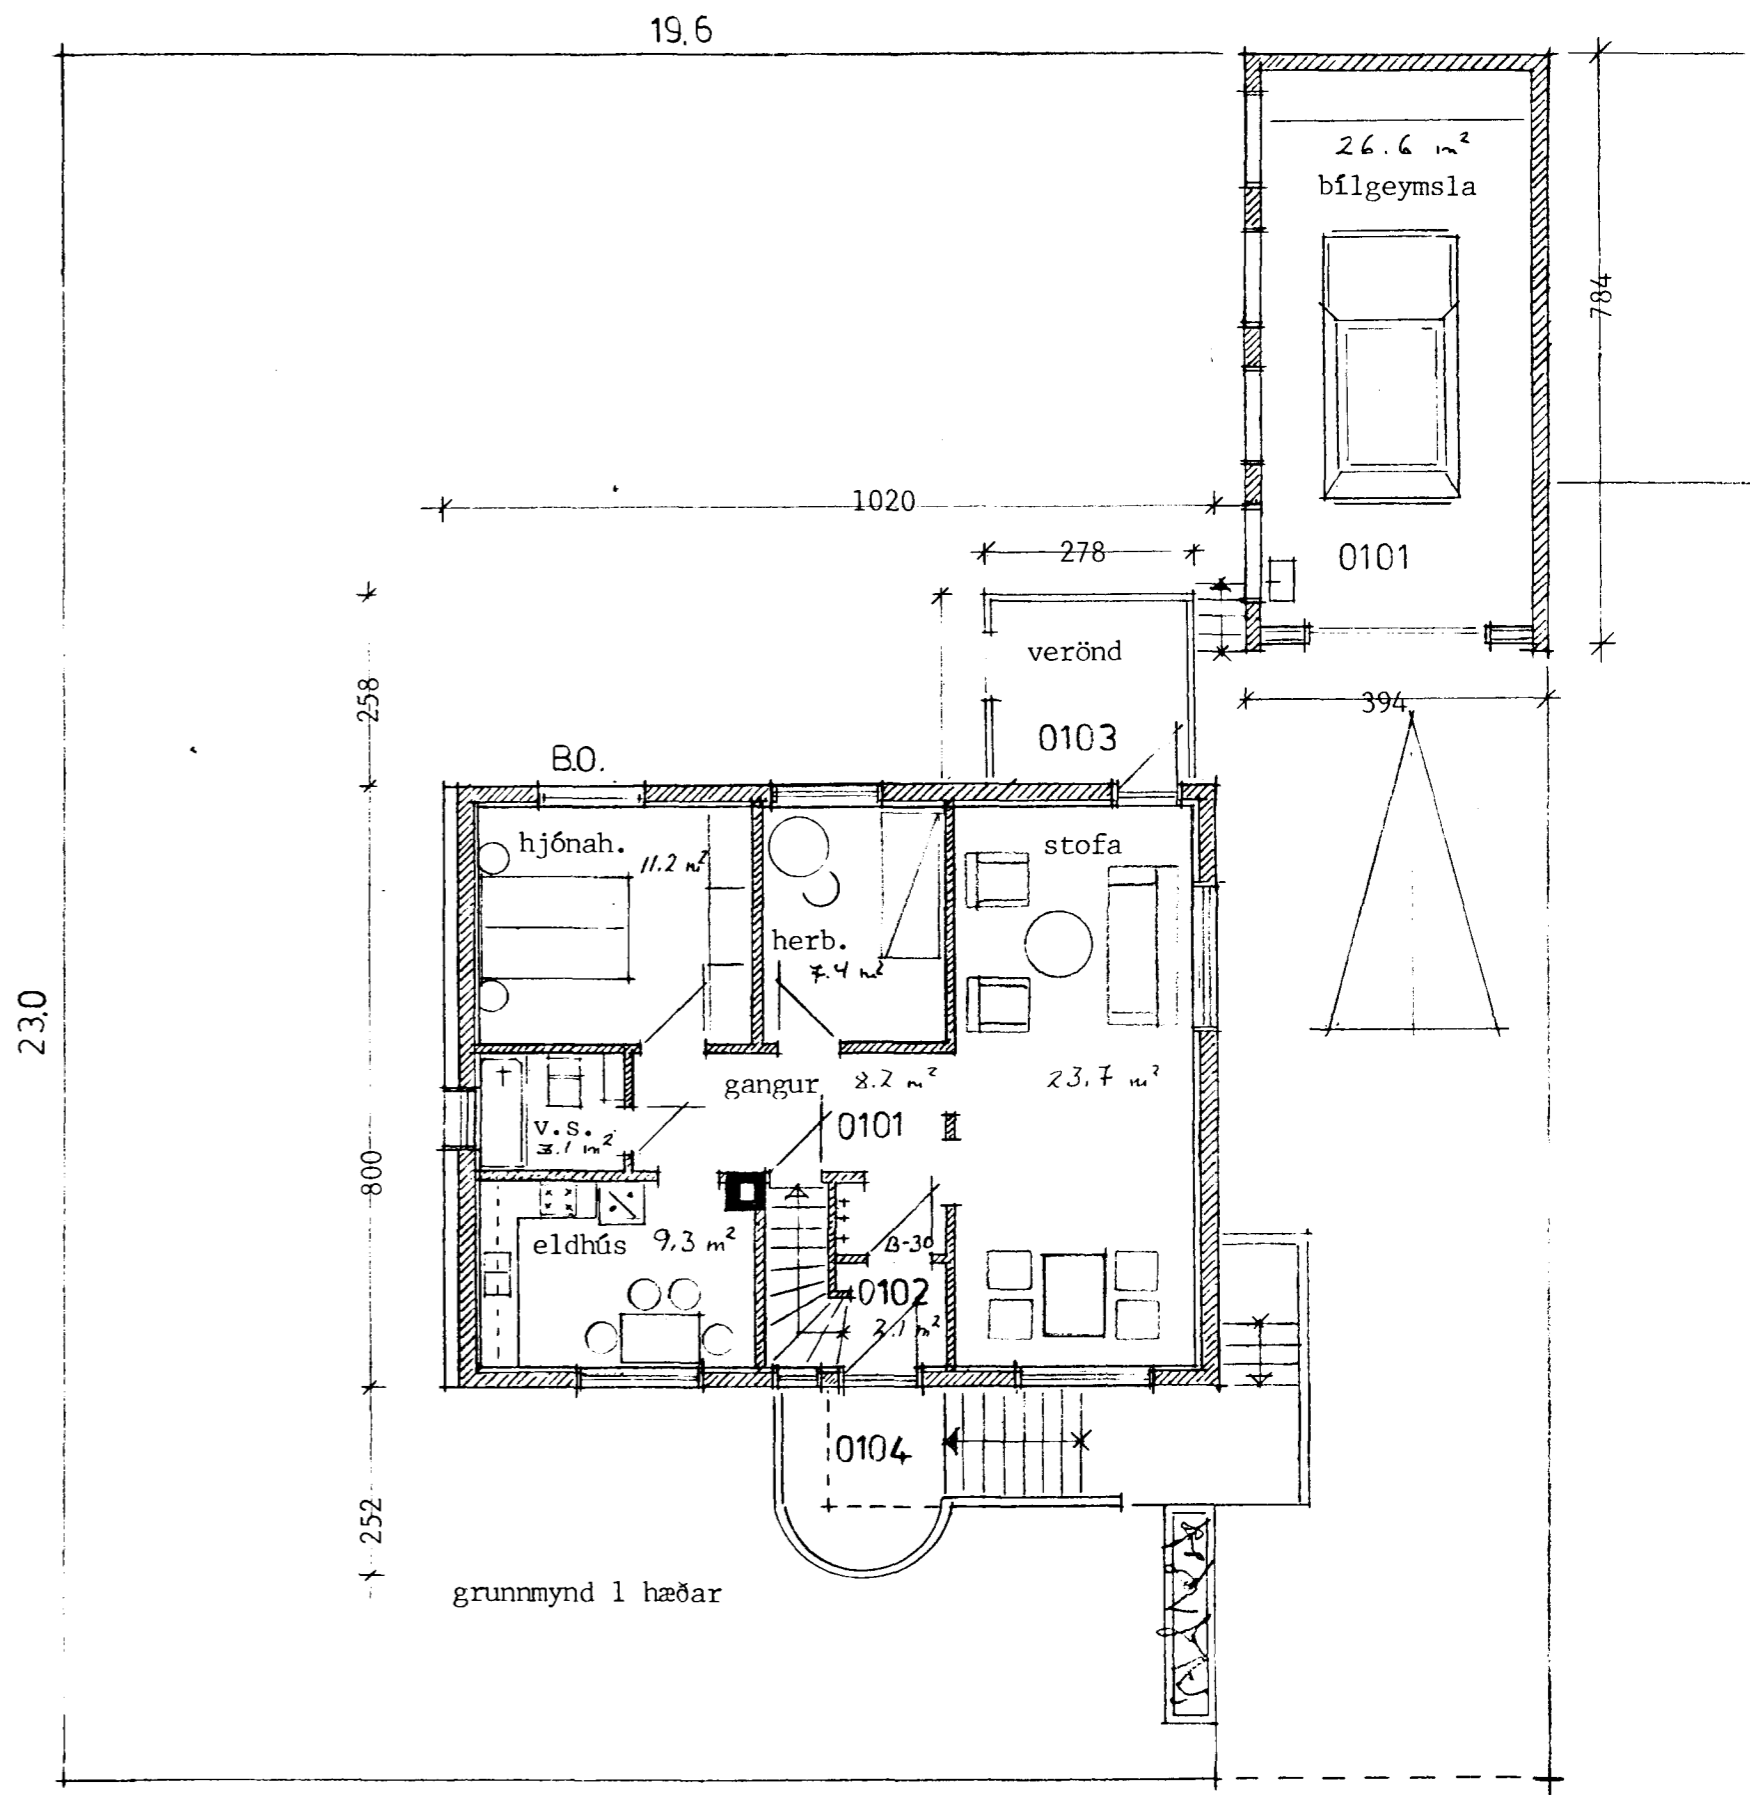 19.6
26.6 m²
bílgeymsla
784
1020
278
0101
verönd
258
394
0103
B.O.
hjónah.
11.2 m²
stofa
herb.
7.4 m²
23.0
gangur 8.2 m²
23.7 m²
0101
v.s.
3.1 m²
800
eldhús 9.3 m²
B-30
0102
2.1 m²
0104
252
grunnmynd 1 hæðar